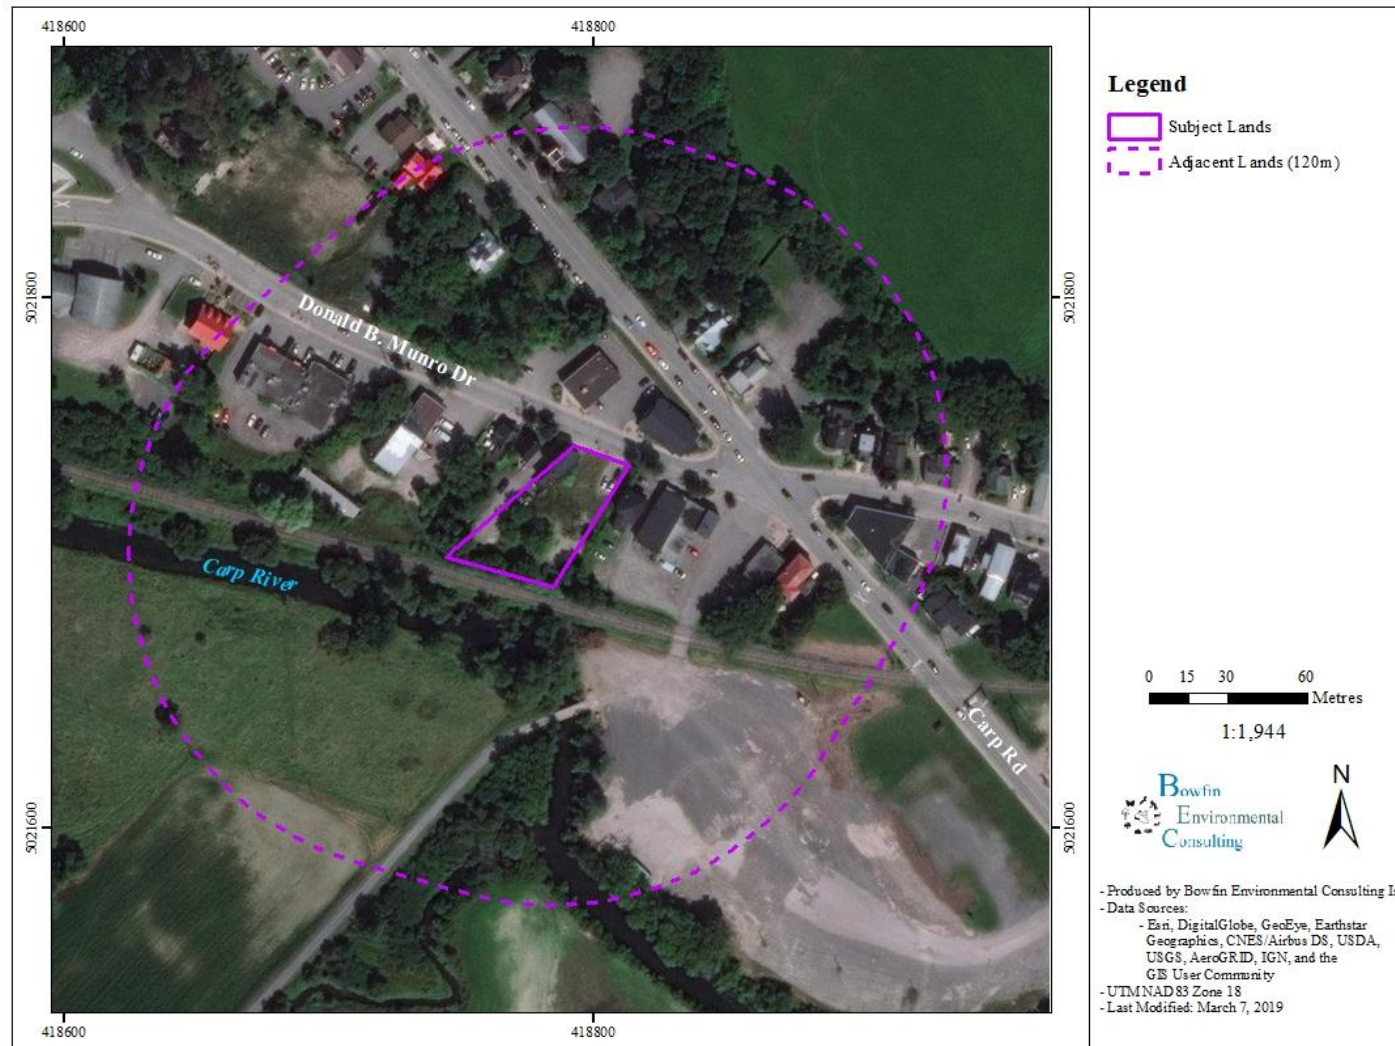 418600
418800
5021800
5021800
5021600
5021600
418600
418800
Donald B. Munro Dr
Carp River
Carp Rd
Legend
Subject Lands
Adjacent Lands (120m)
0 15 30 60
Metres
1:1,944
Bowfin
Environmental
Consulting
N
- Produced by Bowfin Environmental Consulting
- Data Sources:
- Esri, DigitalGlobe, GeoEye, Earthstar
Geographics, CNES/Airbus DS, USDA,
USGS, AeroGRID, IGN, and the
GIS User Community
- UTM NAD 83 Zone 18
- Last Modified: March 7, 2019